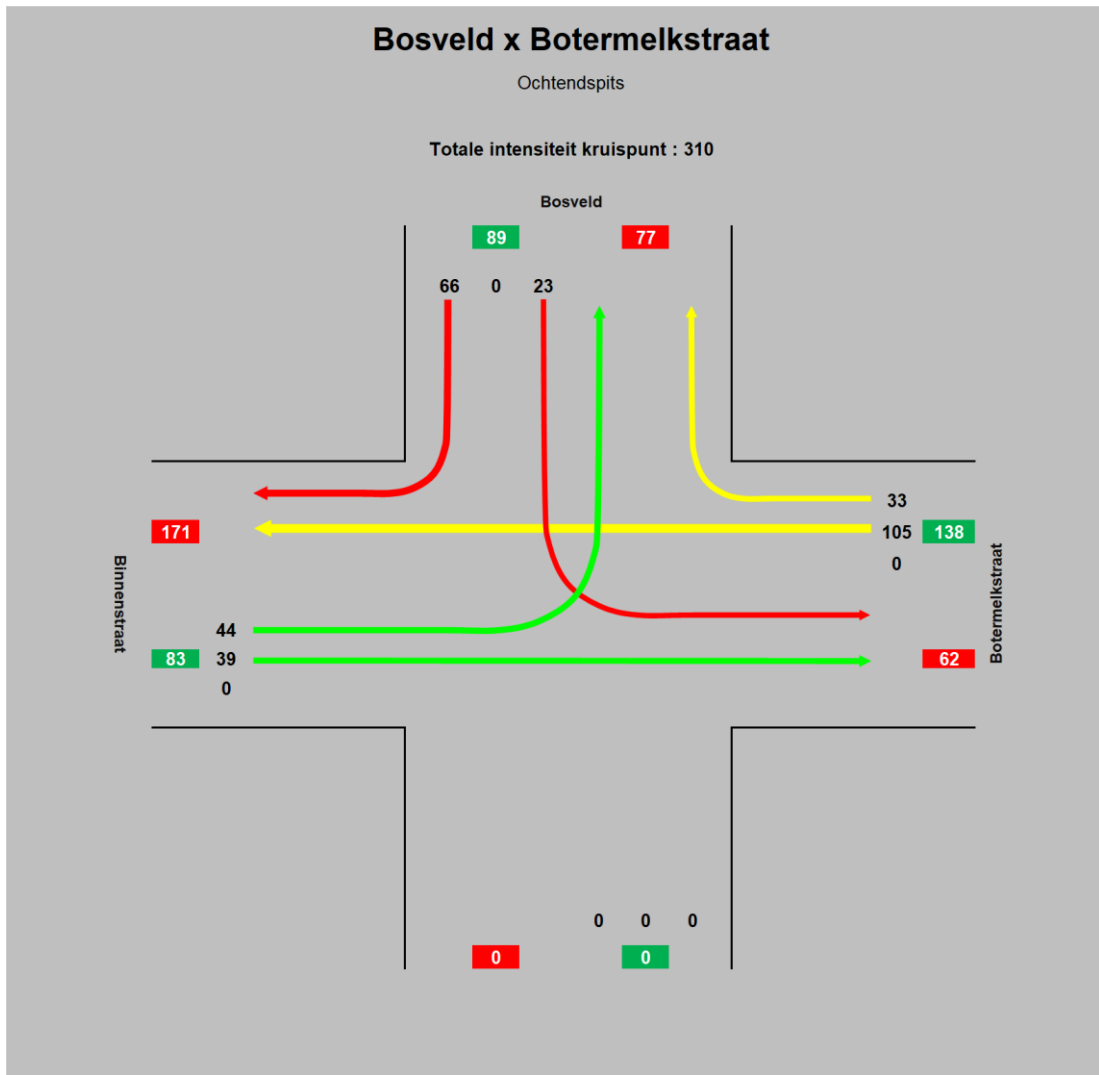 Bosveld x Botermelkstraat
Ochtendspits
Totale intensiteit kruispunt : 310
Bosveld
89 77
66 0 23
33
171 105 138
0
Binnenstraat
Botermelkstraat
44
83 39 62
0
0 0 0
0 0